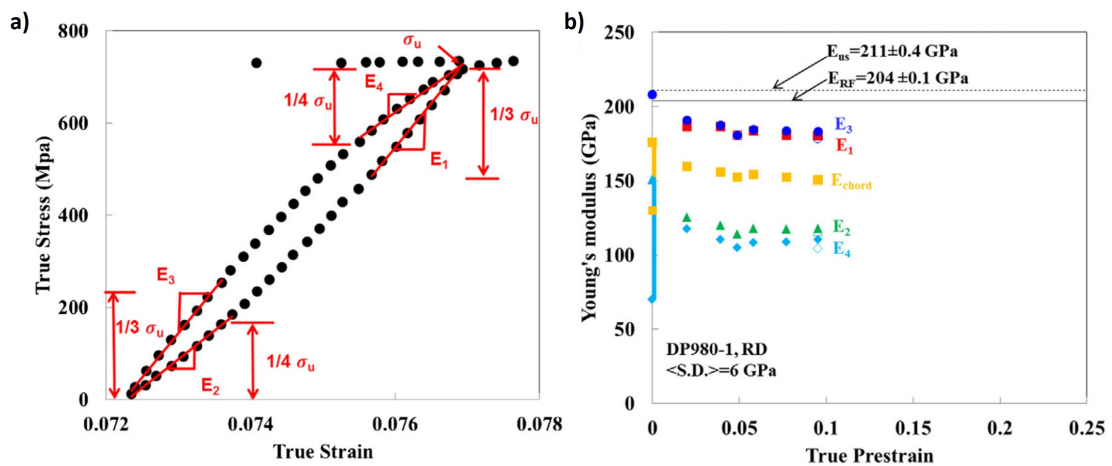 a)
True Stress (Mpa)
800
600
400
200
0
0.072
0.074
0.076
0.078
True Strain
σu
E4
1/4 σu
1/3 σu
E1
E3
1/3 σu
E2
1/4 σu
b)
Young's modulus (GPa)
250
200
150
100
50
0
0
0.05
0.1
0.15
0.2
0.25
True Prestrain
Eus=211±0.4 GPa
ERF=204 ±0.1 GPa
E3
E1
Echord
E2
E4
DP980-1, RD
<S.D.>=6 GPa